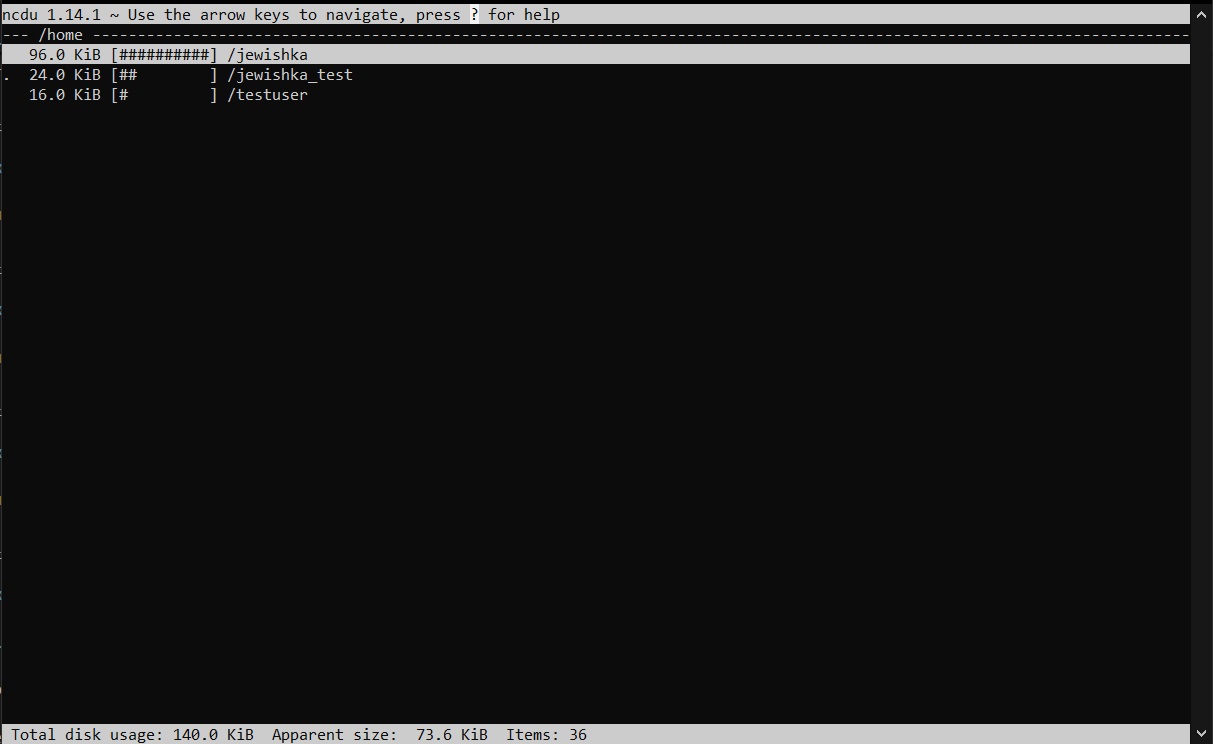 ncdu 1.14.1 ~ Use the arrow keys to navigate, press ? for help
--- /home --------------------------------------------------------------------------------------------------------------------------
   96.0 KiB [##########] /jewishka
.  24.0 KiB [##        ] /jewishka_test
   16.0 KiB [#         ] /testuser
Total disk usage: 140.0 KiB  Apparent size:  73.6 KiB  Items: 36